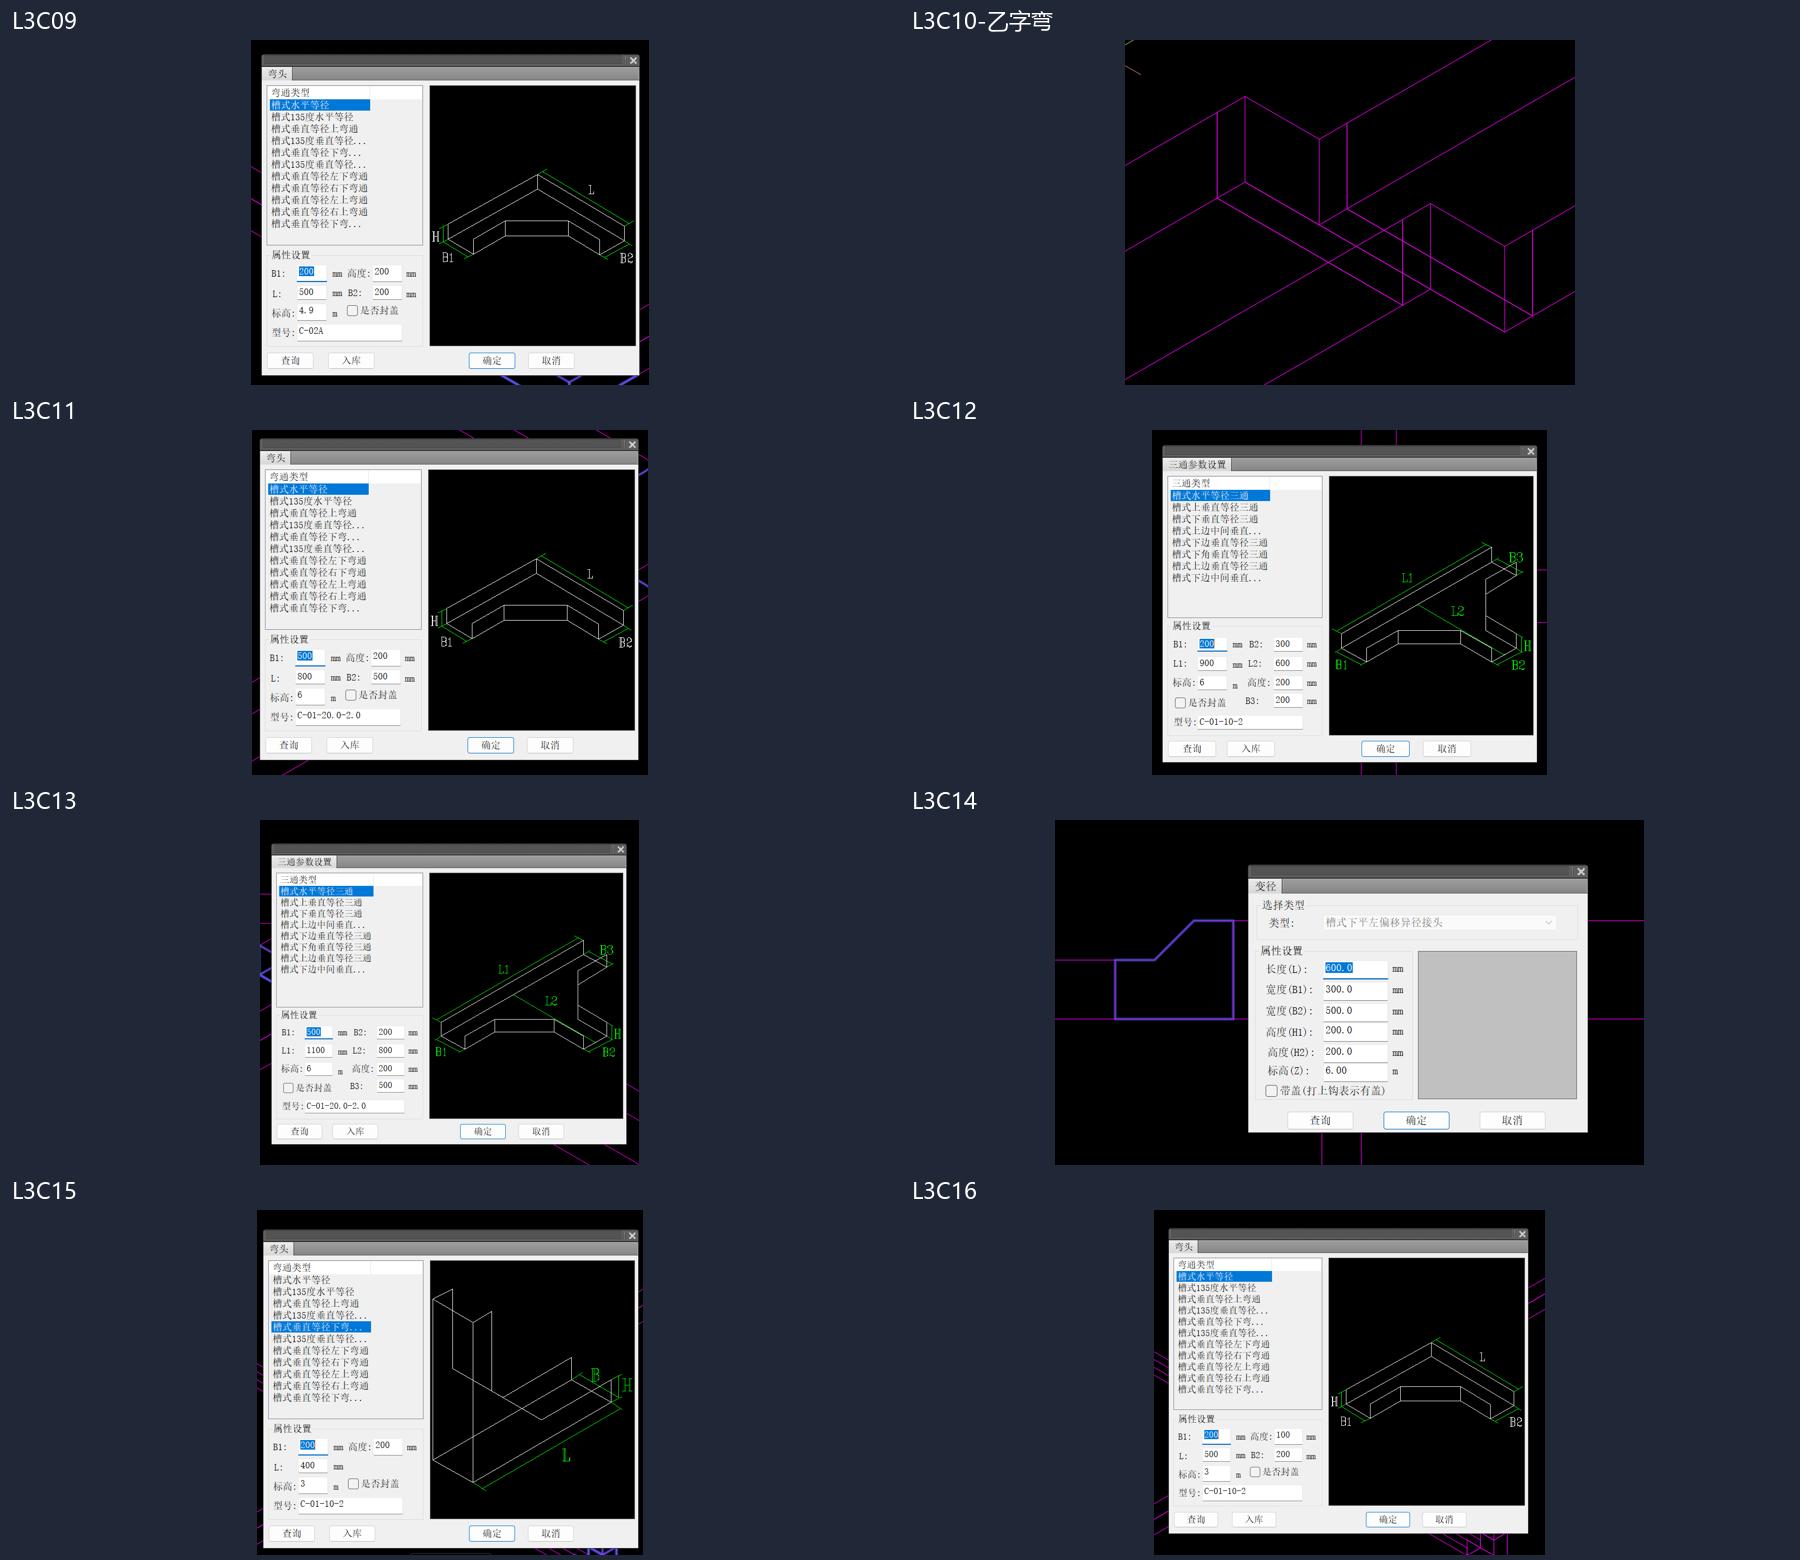 L3C09
弯头
弯通类型
槽式水平等径
槽式135度水平等径
槽式垂直等径上弯通
槽式135度垂直等径...
槽式垂直等径下弯...
槽式135度垂直等径...
槽式垂直等径左下弯通
槽式垂直等径右下弯通
槽式垂直等径左上弯通
槽式垂直等径右上弯通
槽式垂直等径下弯...
属性设置
B1: 200 mm 高度: 200 mm
L: 500 mm B2: 200 mm
标高: 4.9 m 是否封盖
型号: C-02A
查询 入库 确定 取消
L
H
B1
B2
L3C10-乙字弯
L3C11
弯头
弯通类型
槽式水平等径
槽式135度水平等径
槽式垂直等径上弯通
槽式135度垂直等径...
槽式垂直等径下弯...
槽式135度垂直等径...
槽式垂直等径左下弯通
槽式垂直等径右下弯通
槽式垂直等径左上弯通
槽式垂直等径右上弯通
槽式垂直等径下弯...
属性设置
B1: 500 mm 高度: 200 mm
L: 800 mm B2: 500 mm
标高: 6 m 是否封盖
型号: C-01-20.0-2.0
查询 入库 确定 取消
L
H
B1
B2
L3C12
三通参数设置
三通类型
槽式水平等径三通
槽式上垂直等径三通
槽式下垂直等径三通
槽式上边中间垂直...
槽式下边垂直等径三通
槽式下角垂直等径三通
槽式上边垂直等径三通
槽式下边中间垂直...
属性设置
B1: 200 mm B2: 300 mm
L1: 900 mm L2: 600 mm
标高: 6 m 高度: 200 mm
是否封盖 B3: 200 mm
型号: C-01-10-2
查询 入库 确定 取消
B3
L1
L2
H
B1
B2
L3C13
三通参数设置
三通类型
槽式水平等径三通
槽式上垂直等径三通
槽式下垂直等径三通
槽式上边中间垂直...
槽式下边垂直等径三通
槽式下角垂直等径三通
槽式上边垂直等径三通
槽式下边中间垂直...
属性设置
B1: 500 mm B2: 200 mm
L1: 1100 mm L2: 800 mm
标高: 6 m 高度: 200 mm
是否封盖 B3: 500 mm
型号: C-01-20.0-2.0
查询 入库 确定 取消
B3
L1
L2
H
B1
B2
L3C14
变径
选择类型
类型: 槽式下平左偏移异径接头
属性设置
长度(L): 600.0 mm
宽度(B1): 300.0 mm
宽度(B2): 500.0 mm
高度(H1): 200.0 mm
高度(H2): 200.0 mm
标高(Z): 6.00 m
带盖(打上钩表示有盖)
查询 确定 取消
L3C15
弯头
弯通类型
槽式水平等径
槽式135度水平等径
槽式垂直等径上弯通
槽式135度垂直等径...
槽式垂直等径下弯...
槽式135度垂直等径...
槽式垂直等径左下弯通
槽式垂直等径右下弯通
槽式垂直等径左上弯通
槽式垂直等径右上弯通
槽式垂直等径下弯...
属性设置
B1: 200 mm 高度: 200 mm
L: 400 mm
标高: 3 m 是否封盖
型号: C-01-10-2
查询 入库 确定 取消
B
H
L
L3C16
弯头
弯通类型
槽式水平等径
槽式135度水平等径
槽式垂直等径上弯通
槽式135度垂直等径...
槽式垂直等径下弯...
槽式135度垂直等径...
槽式垂直等径左下弯通
槽式垂直等径右下弯通
槽式垂直等径左上弯通
槽式垂直等径右上弯通
槽式垂直等径下弯...
属性设置
B1: 200 mm 高度: 100 mm
L: 500 mm B2: 200 mm
标高: 3 m 是否封盖
型号: C-01-10-2
查询 入库 确定 取消
L
H
B1
B2